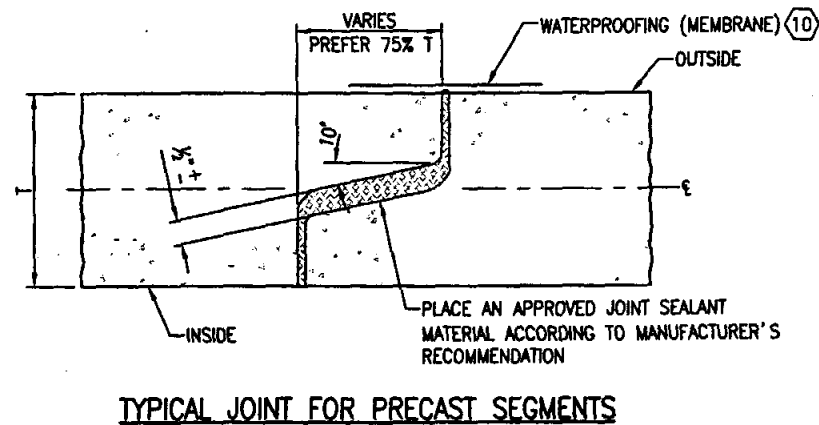 VARIES
PREFER 75% T
WATERPROOFING (MEMBRANE) 10
OUTSIDE
10°
T
℄
PLACE AN APPROVED JOINT SEALANT
MATERIAL ACCORDING TO MANUFACTURER'S
RECOMMENDATION
INSIDE
TYPICAL JOINT FOR PRECAST SEGMENTS